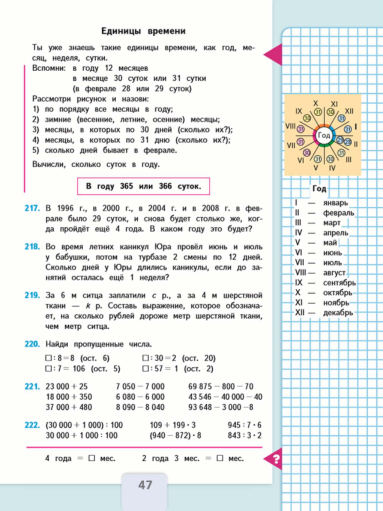 Единицы времени
Ты уже знаешь такие единицы времени, как год, ме-
сяц, неделя, сутки.
Вспомни: в году 12 месяцев
в месяце 30 суток или 31 сутки
(в феврале 28 или 29 суток)
Рассмотри рисунок и назови:
1) по порядку все месяцы в году;
2) зимние (весенние, летние, осенние) месяцы;
3) месяцы, в которых по 30 дней (сколько их?);
4) месяцы, в которых по 31 дню (сколько их?);
5) сколько дней бывает в феврале.
Вычисли, сколько суток в году.
В году 365 или 366 суток.
217. В 1996 г., в 2000 г., в 2004 г. и в 2008 г. в фев-
рале было 29 суток, и снова будет столько же, ког-
да пройдёт ещё 4 года. В каком году это будет?
218. Во время летних каникул Юра провёл июнь и июль
у бабушки, потом на турбазе 2 смены по 12 дней.
Сколько дней у Юры длились каникулы, если до за-
нятий осталась ещё 1 неделя?
219. За 6 м ситца заплатили c р., а за 4 м шерстяной
ткани — k р. Составь выражение, которое обознача-
ет, на сколько рублей дороже метр шерстяной ткани,
чем метр ситца.
220. Найди пропущенные числа.
□ : 8 = 8 (ост. 6) □ : 30 = 2 (ост. 20)
□ : 7 = 106 (ост. 5) □ : 57 = 1 (ост. 2)
221. 23 000 + 25 7 050 − 7 000 69 875 − 800 − 70
18 000 + 350 6 080 − 6 000 43 546 − 40 000 − 40
37 000 + 480 8 090 − 8 040 93 648 − 3 000 − 8
222. (30 000 + 1 000) : 100 109 + 199 · 3 945 : 7 · 6
30 000 + 1 000 : 100 (940 − 872) · 8 843 : 3 · 2
4 года = □ мес. 2 года 3 мес. = □ мес.
?
47
X XI
IX XII
VIII I
Год
VII II
VI III
V IV
Год
I — январь
II — февраль
III — март
IV — апрель
V — май
VI — июнь
VII — июль
VIII — август
IX — сентябрь
X — октябрь
XI — ноябрь
XII — декабрь